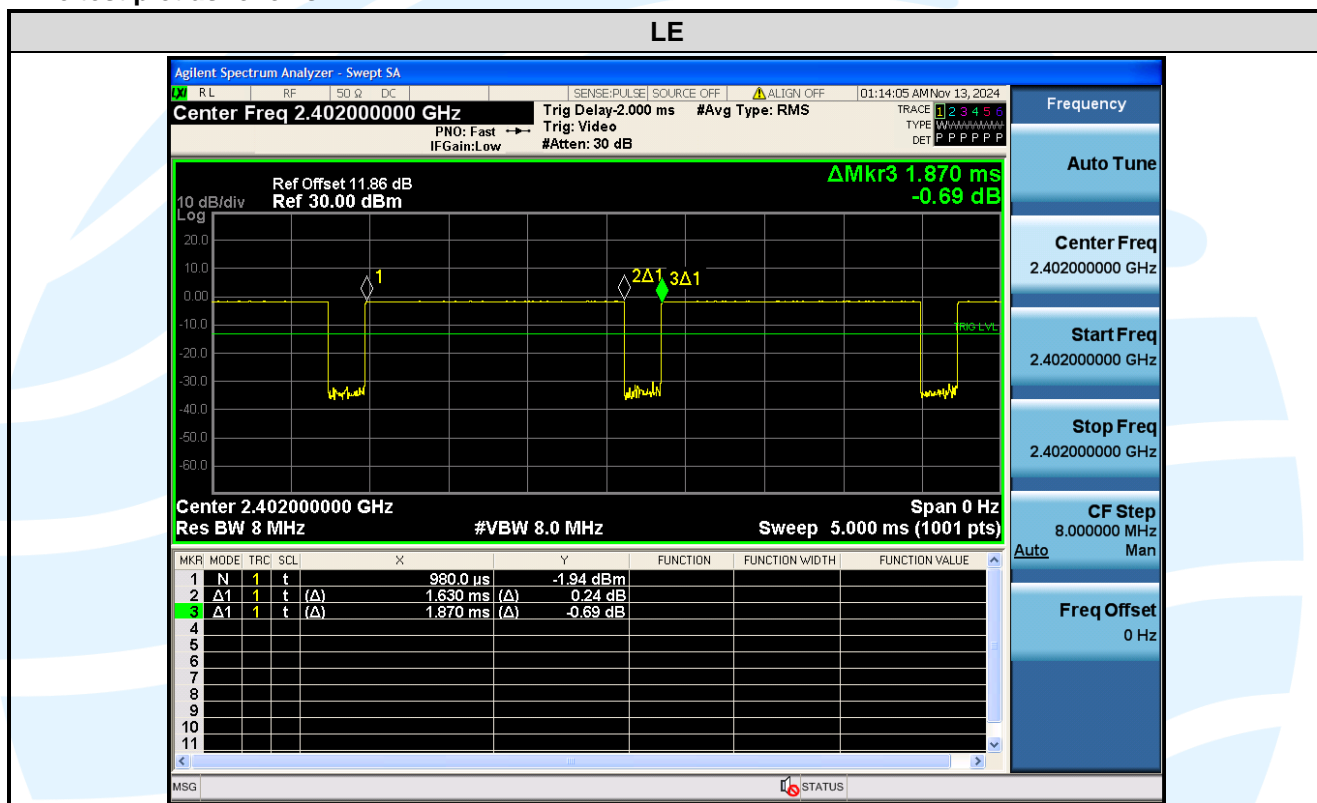 LE
Agilent Spectrum Analyzer - Swept SA
LXI RL RF 50 Ω DC SENSE:PULSE SOURCE OFF ALIGN OFF 01:14:05 AM Nov 13, 2024
Center Freq 2.402000000 GHz Trig Delay-2.000 ms #Avg Type: RMS TRACE 1 2 3 4 5 6
PNO: Fast Trig: Video TYPE WWWWWW
IFGain:Low #Atten: 30 dB DET P P P P P P
Frequency
ΔMkr3 1.870 ms
-0.69 dB
Ref Offset 11.86 dB
10 dB/div Ref 30.00 dBm
Log
20.0
10.0
0.00
-10.0
-20.0
-30.0
-40.0
-50.0
-60.0
1
2Δ1
3Δ1
TRIG LVL
Center 2.402000000 GHz Span 0 Hz
Res BW 8 MHz #VBW 8.0 MHz Sweep 5.000 ms (1001 pts)
MKR MODE TRC SCL X Y FUNCTION FUNCTION WIDTH FUNCTION VALUE
1 N 1 t 980.0 µs -1.94 dBm
2 Δ1 1 t (Δ) 1.630 ms (Δ) 0.24 dB
3 Δ1 1 t (Δ) 1.870 ms (Δ) -0.69 dB
4
5
6
7
8
9
10
11
MSG STATUS
Auto Tune
Center Freq
2.402000000 GHz
Start Freq
2.402000000 GHz
Stop Freq
2.402000000 GHz
CF Step
8.000000 MHz
Auto Man
Freq Offset
0 Hz